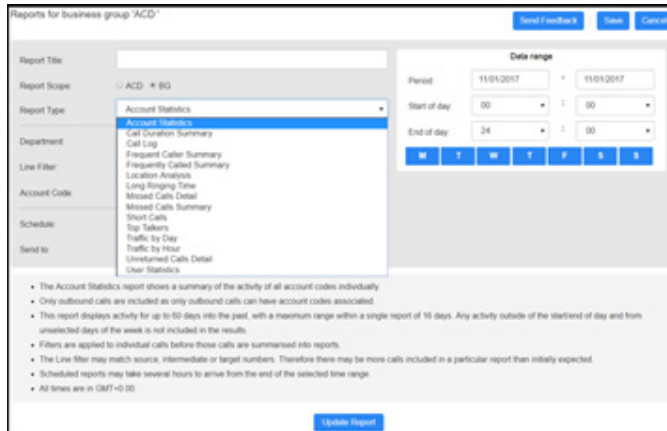 Reports for business group 'ACD'
Send Feedback
Save
Cancel
Report Title:
Report Scope:
ACD
BG
Report Type:
Account Statistics
Account Statistics
Call Duration Summary
Call Log
Frequent Caller Summary
Frequently Called Summary
Location Analysis
Long Ringing Time
Missed Calls Detail
Missed Calls Summary
Short Calls
Top Talkers
Traffic by Day
Traffic by Hour
Unreturned Calls Detail
User Statistics
Department:
Line Filter:
Account Code:
Schedule:
Send to:
Data range
Period:
11/01/2017
-
11/01/2017
Start of day:
00
:
00
End of day:
24
:
00
M T W T F S S
• The Account Statistics report shows a summary of the activity of all account codes individually.
• Only outbound calls are included as only outbound calls can have account codes associated.
• This report displays activity for up to 60 days into the past, with a maximum range within a single report of 16 days. Any activity outside of the start/end of day and from
unselected days of the week is not included in the results.
• Filters are applied to individual calls before those calls are summarised into reports.
• The Line filter may match source, intermediate or target numbers. Therefore there may be more calls included in a particular report than initially expected.
• Scheduled reports may take several hours to arrive from the end of the selected time range.
• All times are in GMT+0:00.
Update Report